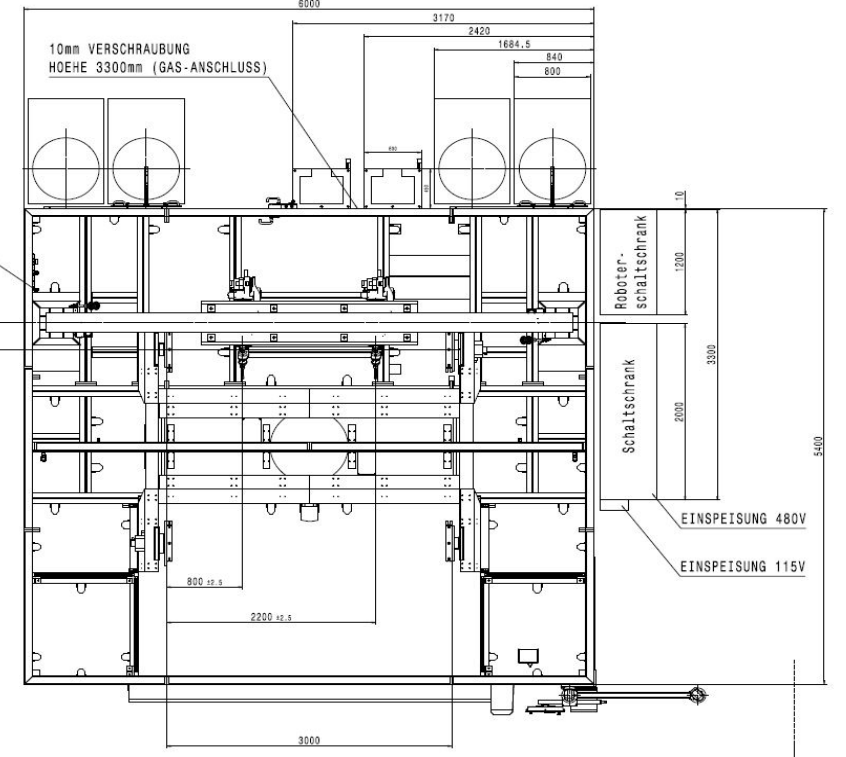 6000
3170
2420
1684.5
840
800
10mm VERSCHRAUBUNG
HOEHE 3300mm (GAS-ANSCHLUSS)
10
Roboter-
schaltschrank
1200
3300
Schaltschrank
2000
5400
EINSPEISUNG 480V
EINSPEISUNG 115V
800 ±2.5
2200 ±2.5
3000